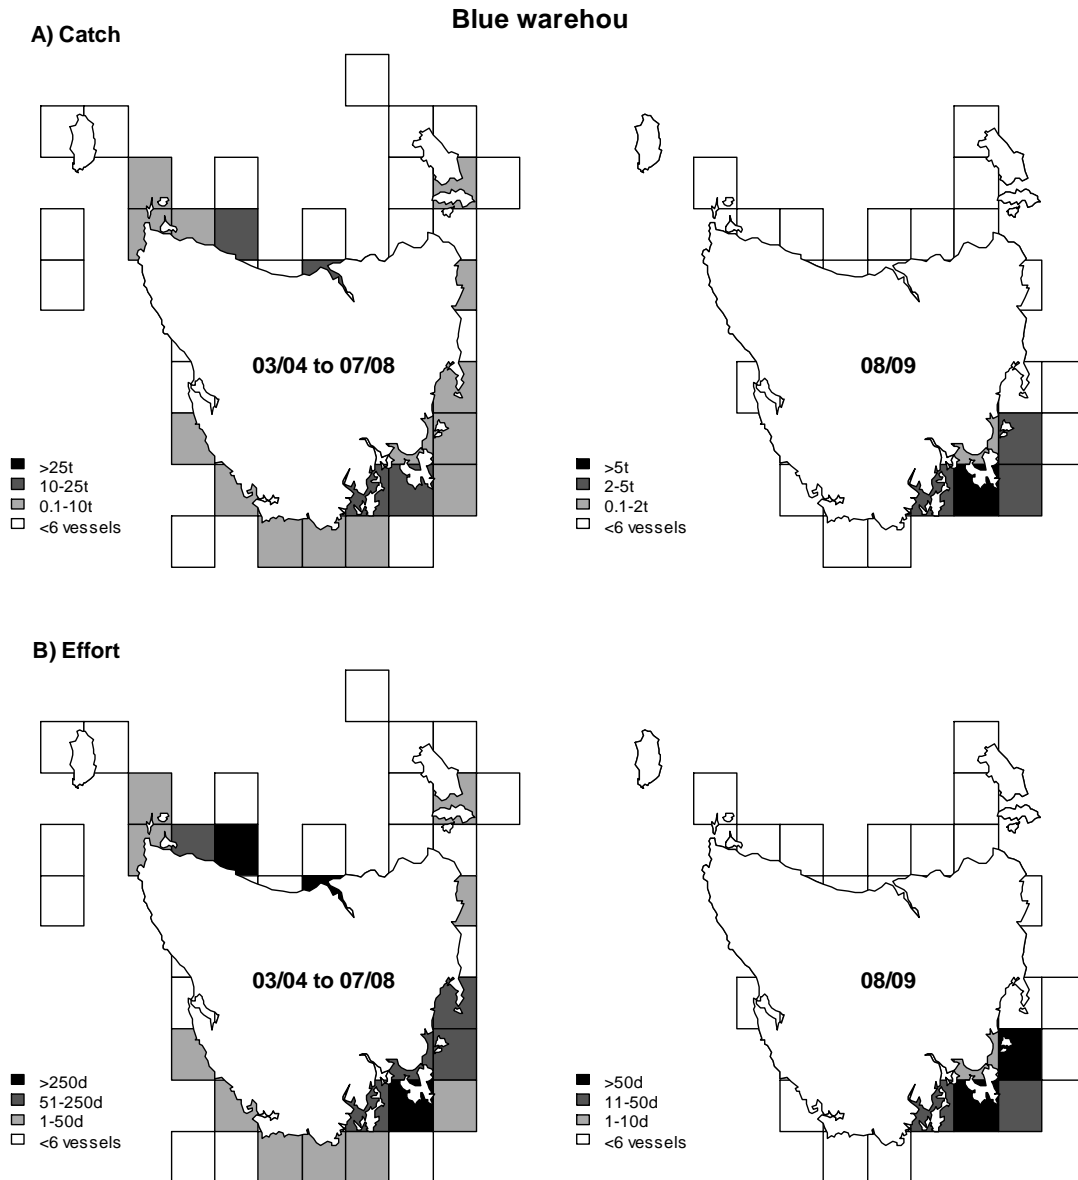 Blue warehou
A) Catch
03/04 to 07/08
08/09
>25t
10-25t
0.1-10t
<6 vessels
>5t
2-5t
0.1-2t
<6 vessels
B) Effort
03/04 to 07/08
08/09
>250d
51-250d
1-50d
<6 vessels
>50d
11-50d
1-10d
<6 vessels